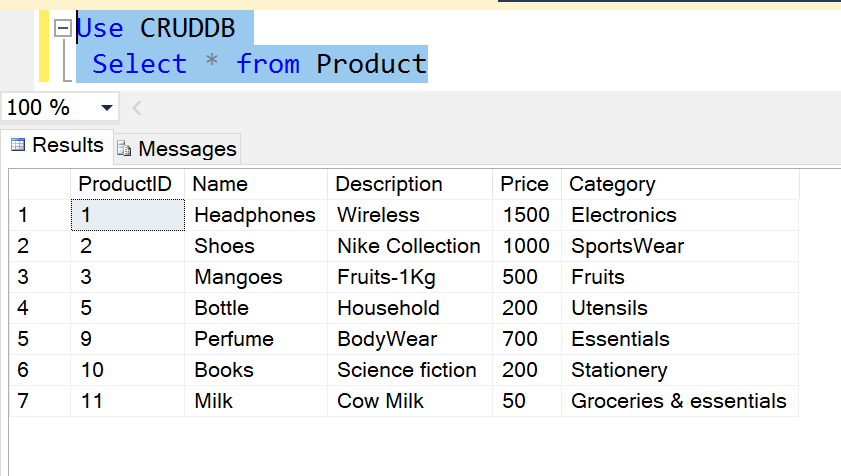 Use CRUDDB
Select * from Product
100 %
Results Messages
ProductID Name Description Price Category
1 1 Headphones Wireless 1500 Electronics
2 2 Shoes Nike Collection 1000 SportsWear
3 3 Mangoes Fruits-1Kg 500 Fruits
4 5 Bottle Household 200 Utensils
5 9 Perfume BodyWear 700 Essentials
6 10 Books Science fiction 200 Stationery
7 11 Milk Cow Milk 50 Groceries & essentials